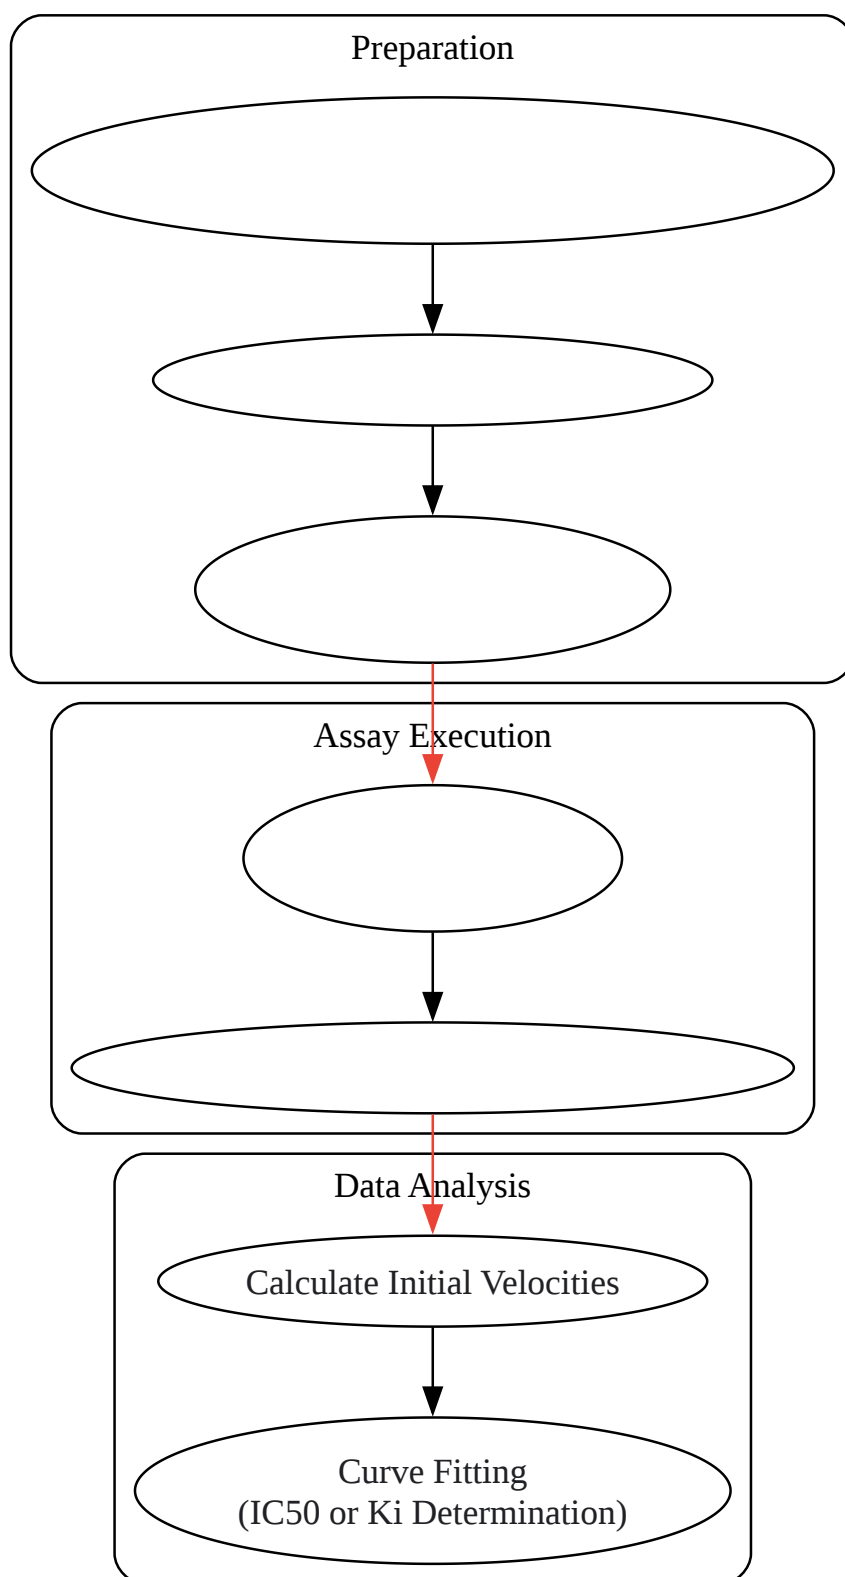 Preparation
Assay Execution
Data Analysis
Calculate Initial Velocities
Curve Fitting
(IC50 or Ki Determination)